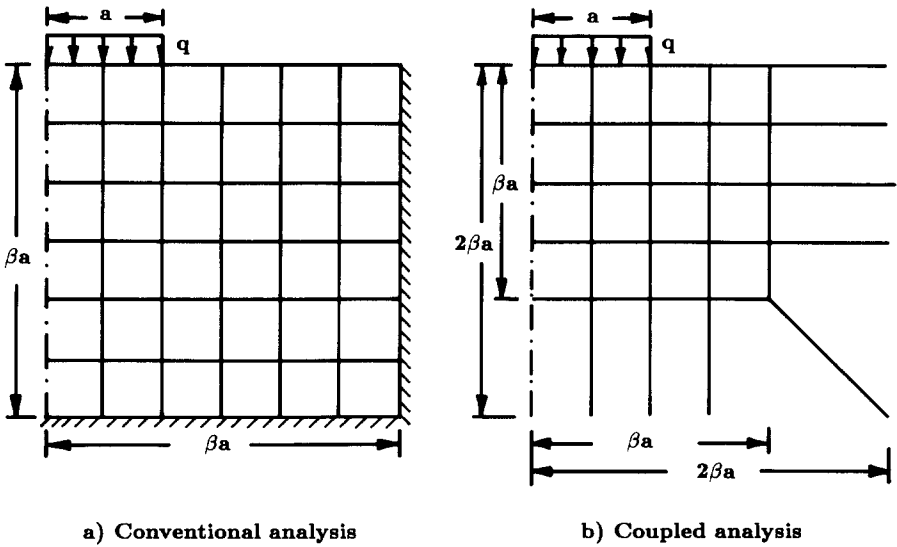 a
q
βa
βa
a) Conventional analysis
a
q
βa
2βa
βa
2βa
b) Coupled analysis